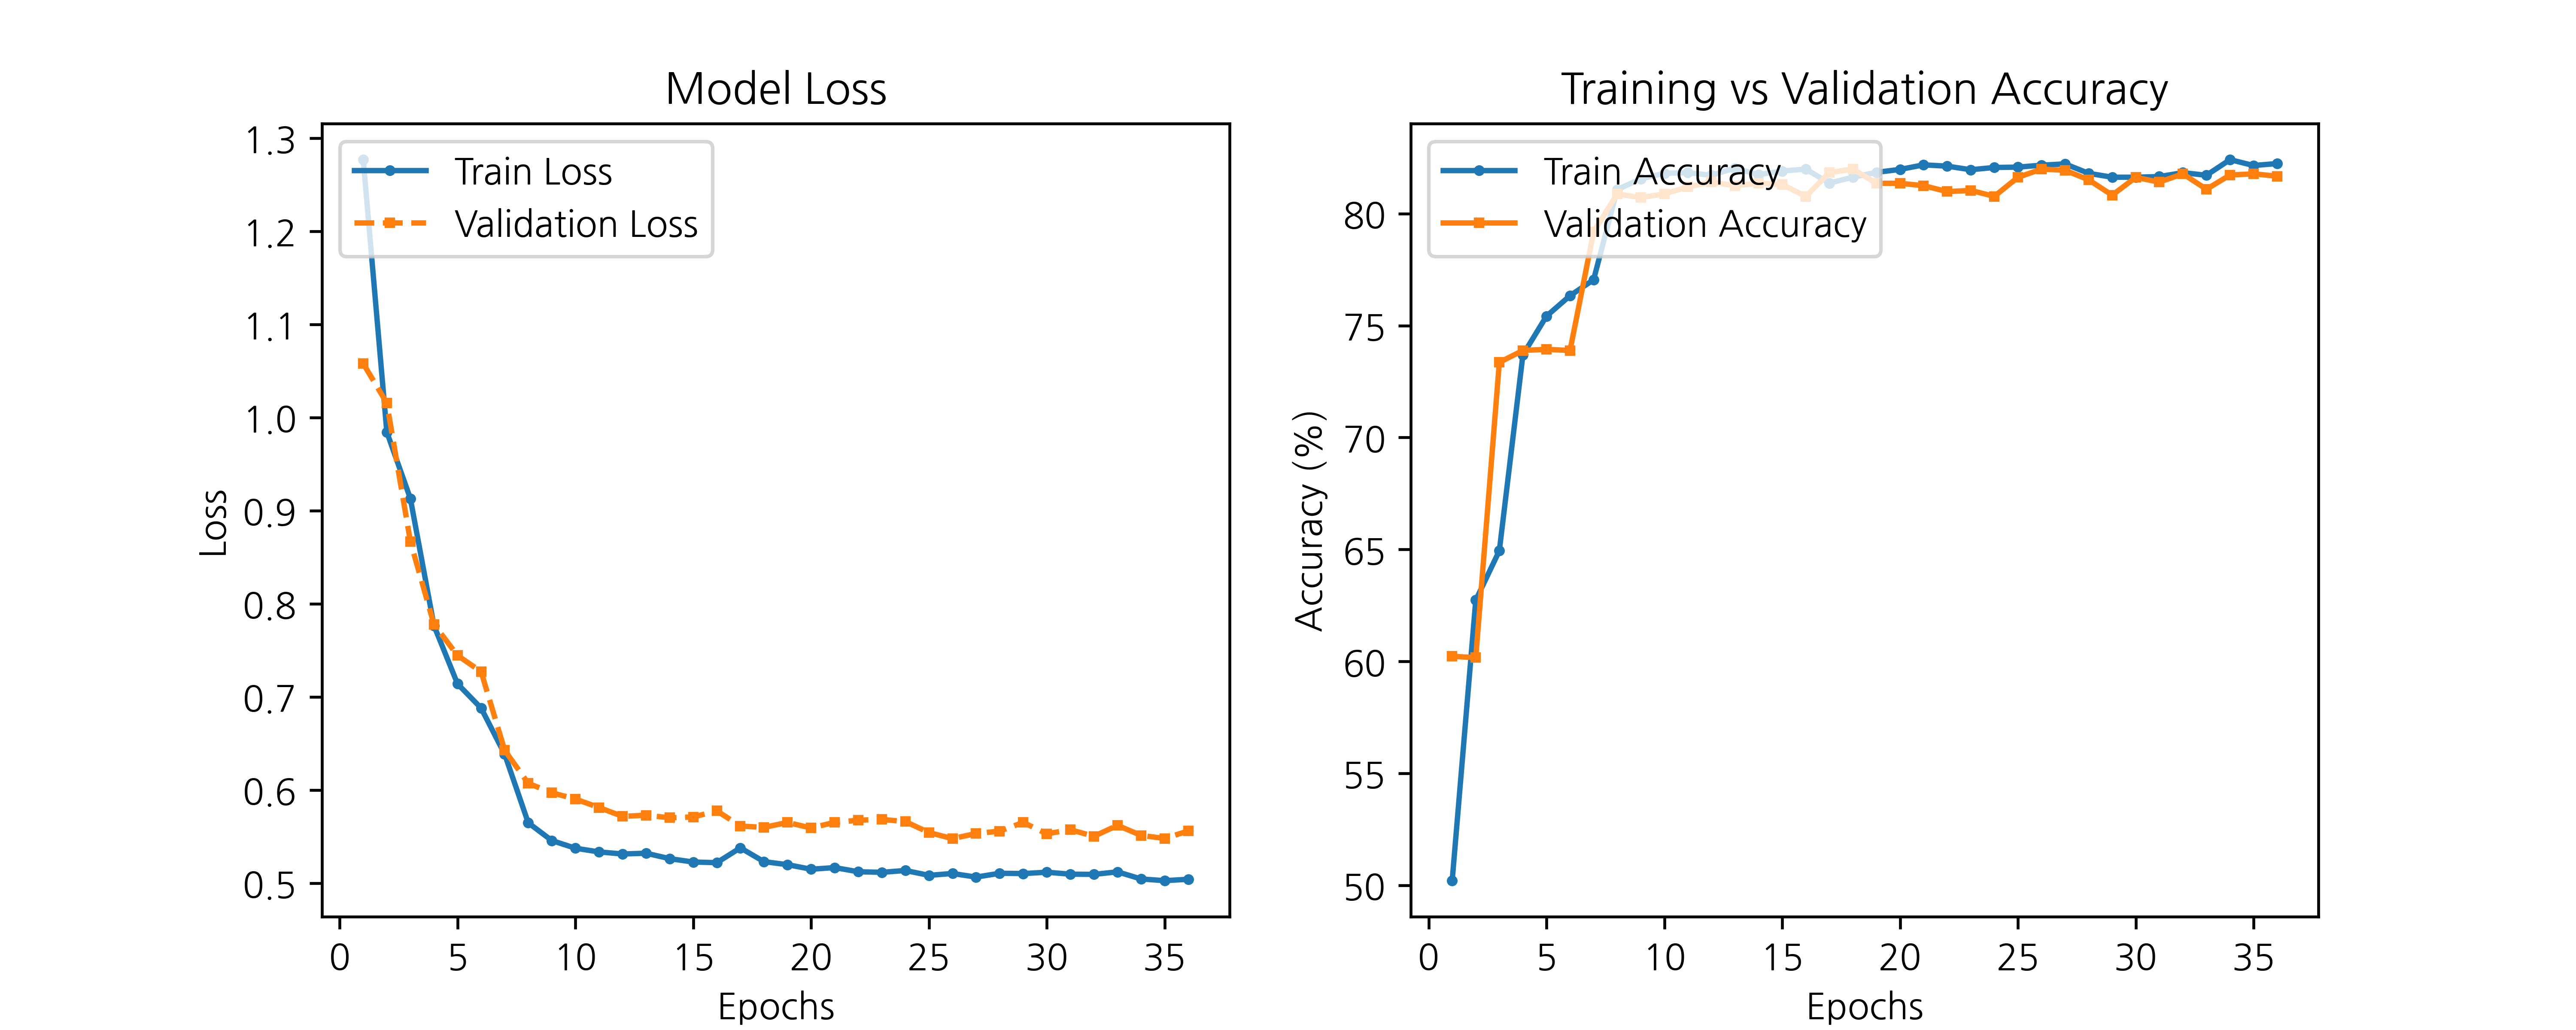 Model Loss
Train Loss
Validation Loss
1.3
1.2
1.1
1.0
0.9
0.8
0.7
0.6
0.5
Loss
0 5 10 15 20 25 30 35
Epochs
Training vs Validation Accuracy
Train Accuracy
Validation Accuracy
80
75
70
65
60
55
50
Accuracy (%)
0 5 10 15 20 25 30 35
Epochs